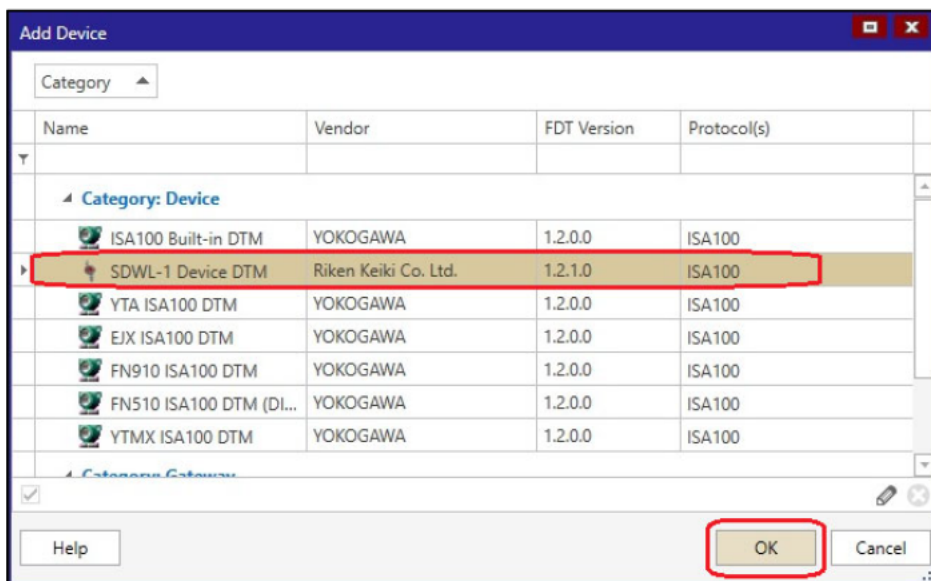 Add Device
Category
Name Vendor FDT Version Protocol(s)
Category: Device
ISA100 Built-in DTM YOKOGAWA 1.2.0.0 ISA100
SDWL-1 Device DTM Riken Keiki Co. Ltd. 1.2.1.0 ISA100
YTA ISA100 DTM YOKOGAWA 1.2.0.0 ISA100
EJX ISA100 DTM YOKOGAWA 1.2.0.0 ISA100
FN910 ISA100 DTM YOKOGAWA 1.2.0.0 ISA100
FN510 ISA100 DTM (DI... YOKOGAWA 1.2.0.0 ISA100
YTMX ISA100 DTM YOKOGAWA 1.2.0.0 ISA100
Category: Gateway
Help OK Cancel